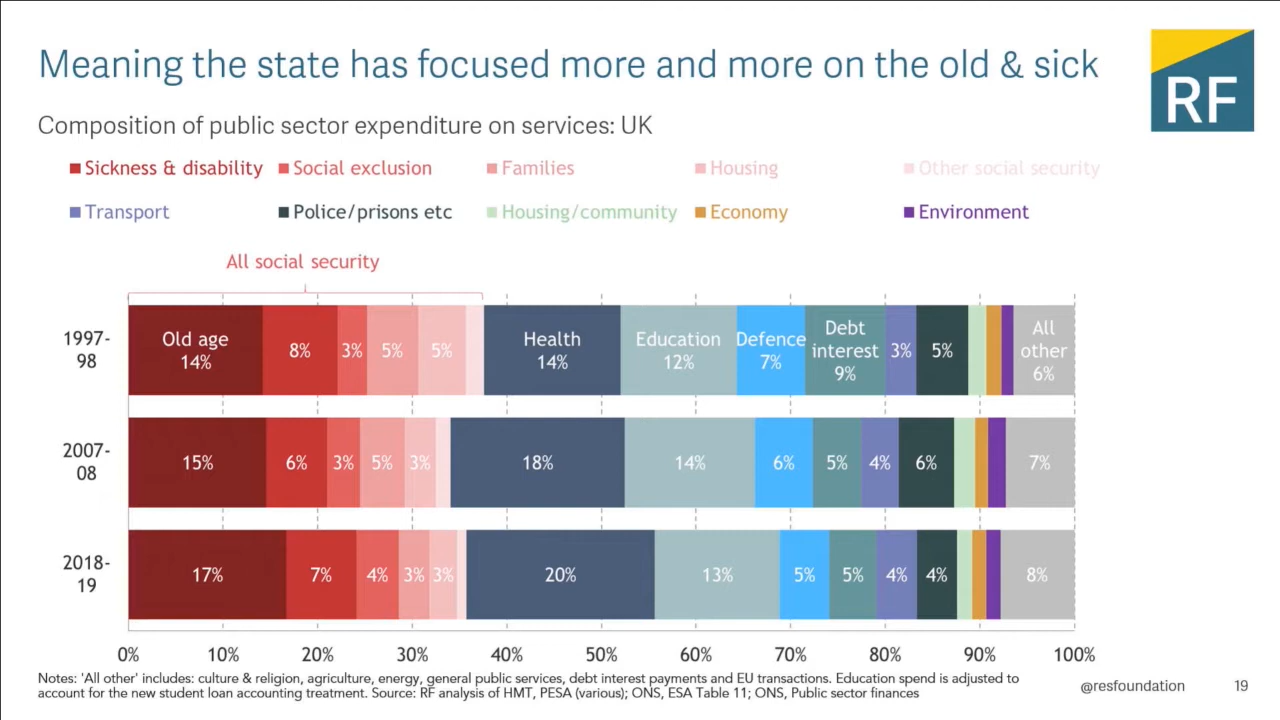 Meaning the state has focused more and more on the old & sick
RF
Composition of public sector expenditure on services: UK
Sickness & disability Social exclusion Families Housing Other social security
Transport Police/prisons etc Housing/community Economy Environment
All social security
1997-
98
Old age
14%
8%
3%
5%
5%
Health
14%
Education
12%
Defence
7%
Debt
interest
9%
3%
5%
All
other
6%
2007-
08
15%
6%
3%
5%
3%
18%
14%
6%
5%
4%
6%
7%
2018-
19
17%
7%
4%
3%
3%
20%
13%
5%
5%
4%
4%
8%
0% 10% 20% 30% 40% 50% 60% 70% 80% 90% 100%
Notes: 'All other' includes: culture & religion, agriculture, energy, general public services, debt interest payments and EU transactions. Education spend is adjusted to
account for the new student loan accounting treatment. Source: RF analysis of HMT, PESA (various); ONS, ESA Table 11; ONS, Public sector finances
@resfoundation
19